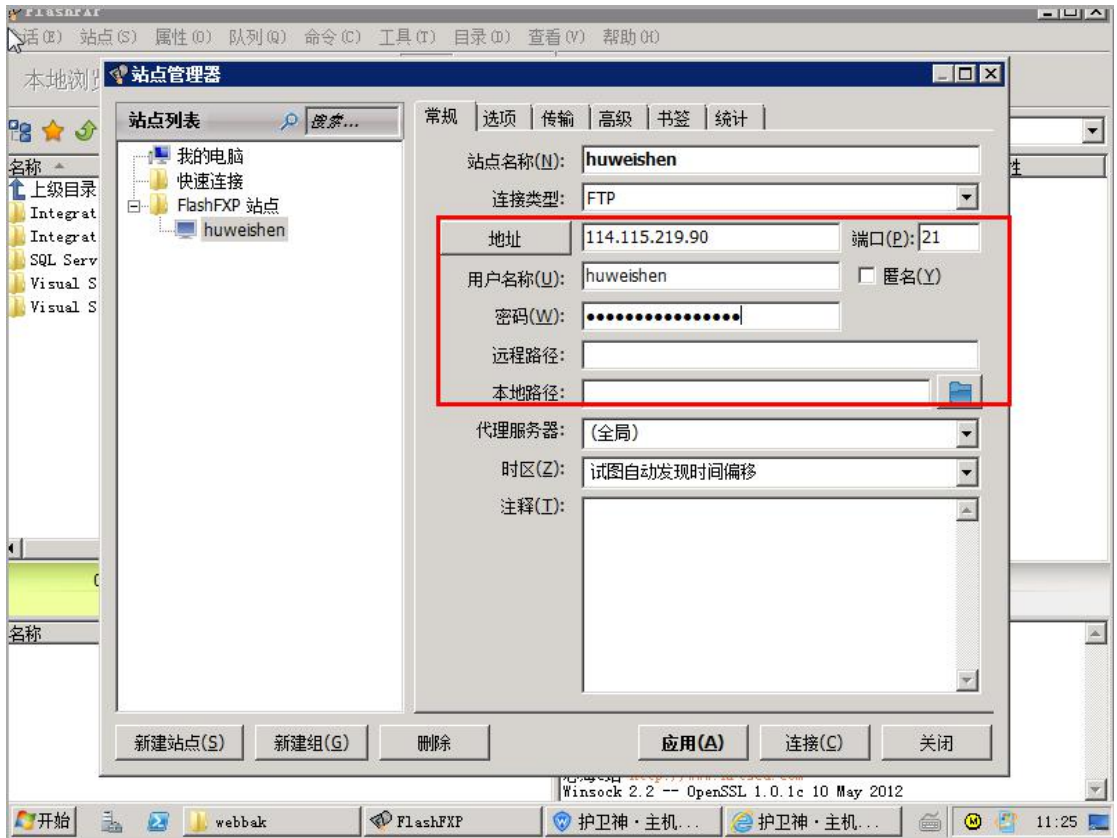 FlashFXP
话(E) 站点(S) 属性(O) 队列(Q) 命令(C) 工具(T) 目录(D) 查看(V) 帮助(H)
本地浏
站点管理器
站点列表 搜索...
我的电脑
快速连接
FlashFXP 站点
huweishen
常规 选项 传输 高级 书签 统计
站点名称(N): huweishen
连接类型: FTP
地址 114.115.219.90 端口(P): 21
用户名称(U): huweishen 匿名(Y)
密码(W): ••••••••••••••••
远程路径:
本地路径:
代理服务器: (全局)
时区(Z): 试图自动发现时间偏移
注释(T):
新建站点(S) 新建组(G) 删除 应用(A) 连接(C) 关闭
名称
上级目录
Integrat
Integrat
SQL Serv
Visual S
Visual S
性
名称
Winsock 2.2 -- OpenSSL 1.0.1c 10 May 2012
开始 webbak FlashFXP 护卫神·主机... 护卫神·主机... 11:25